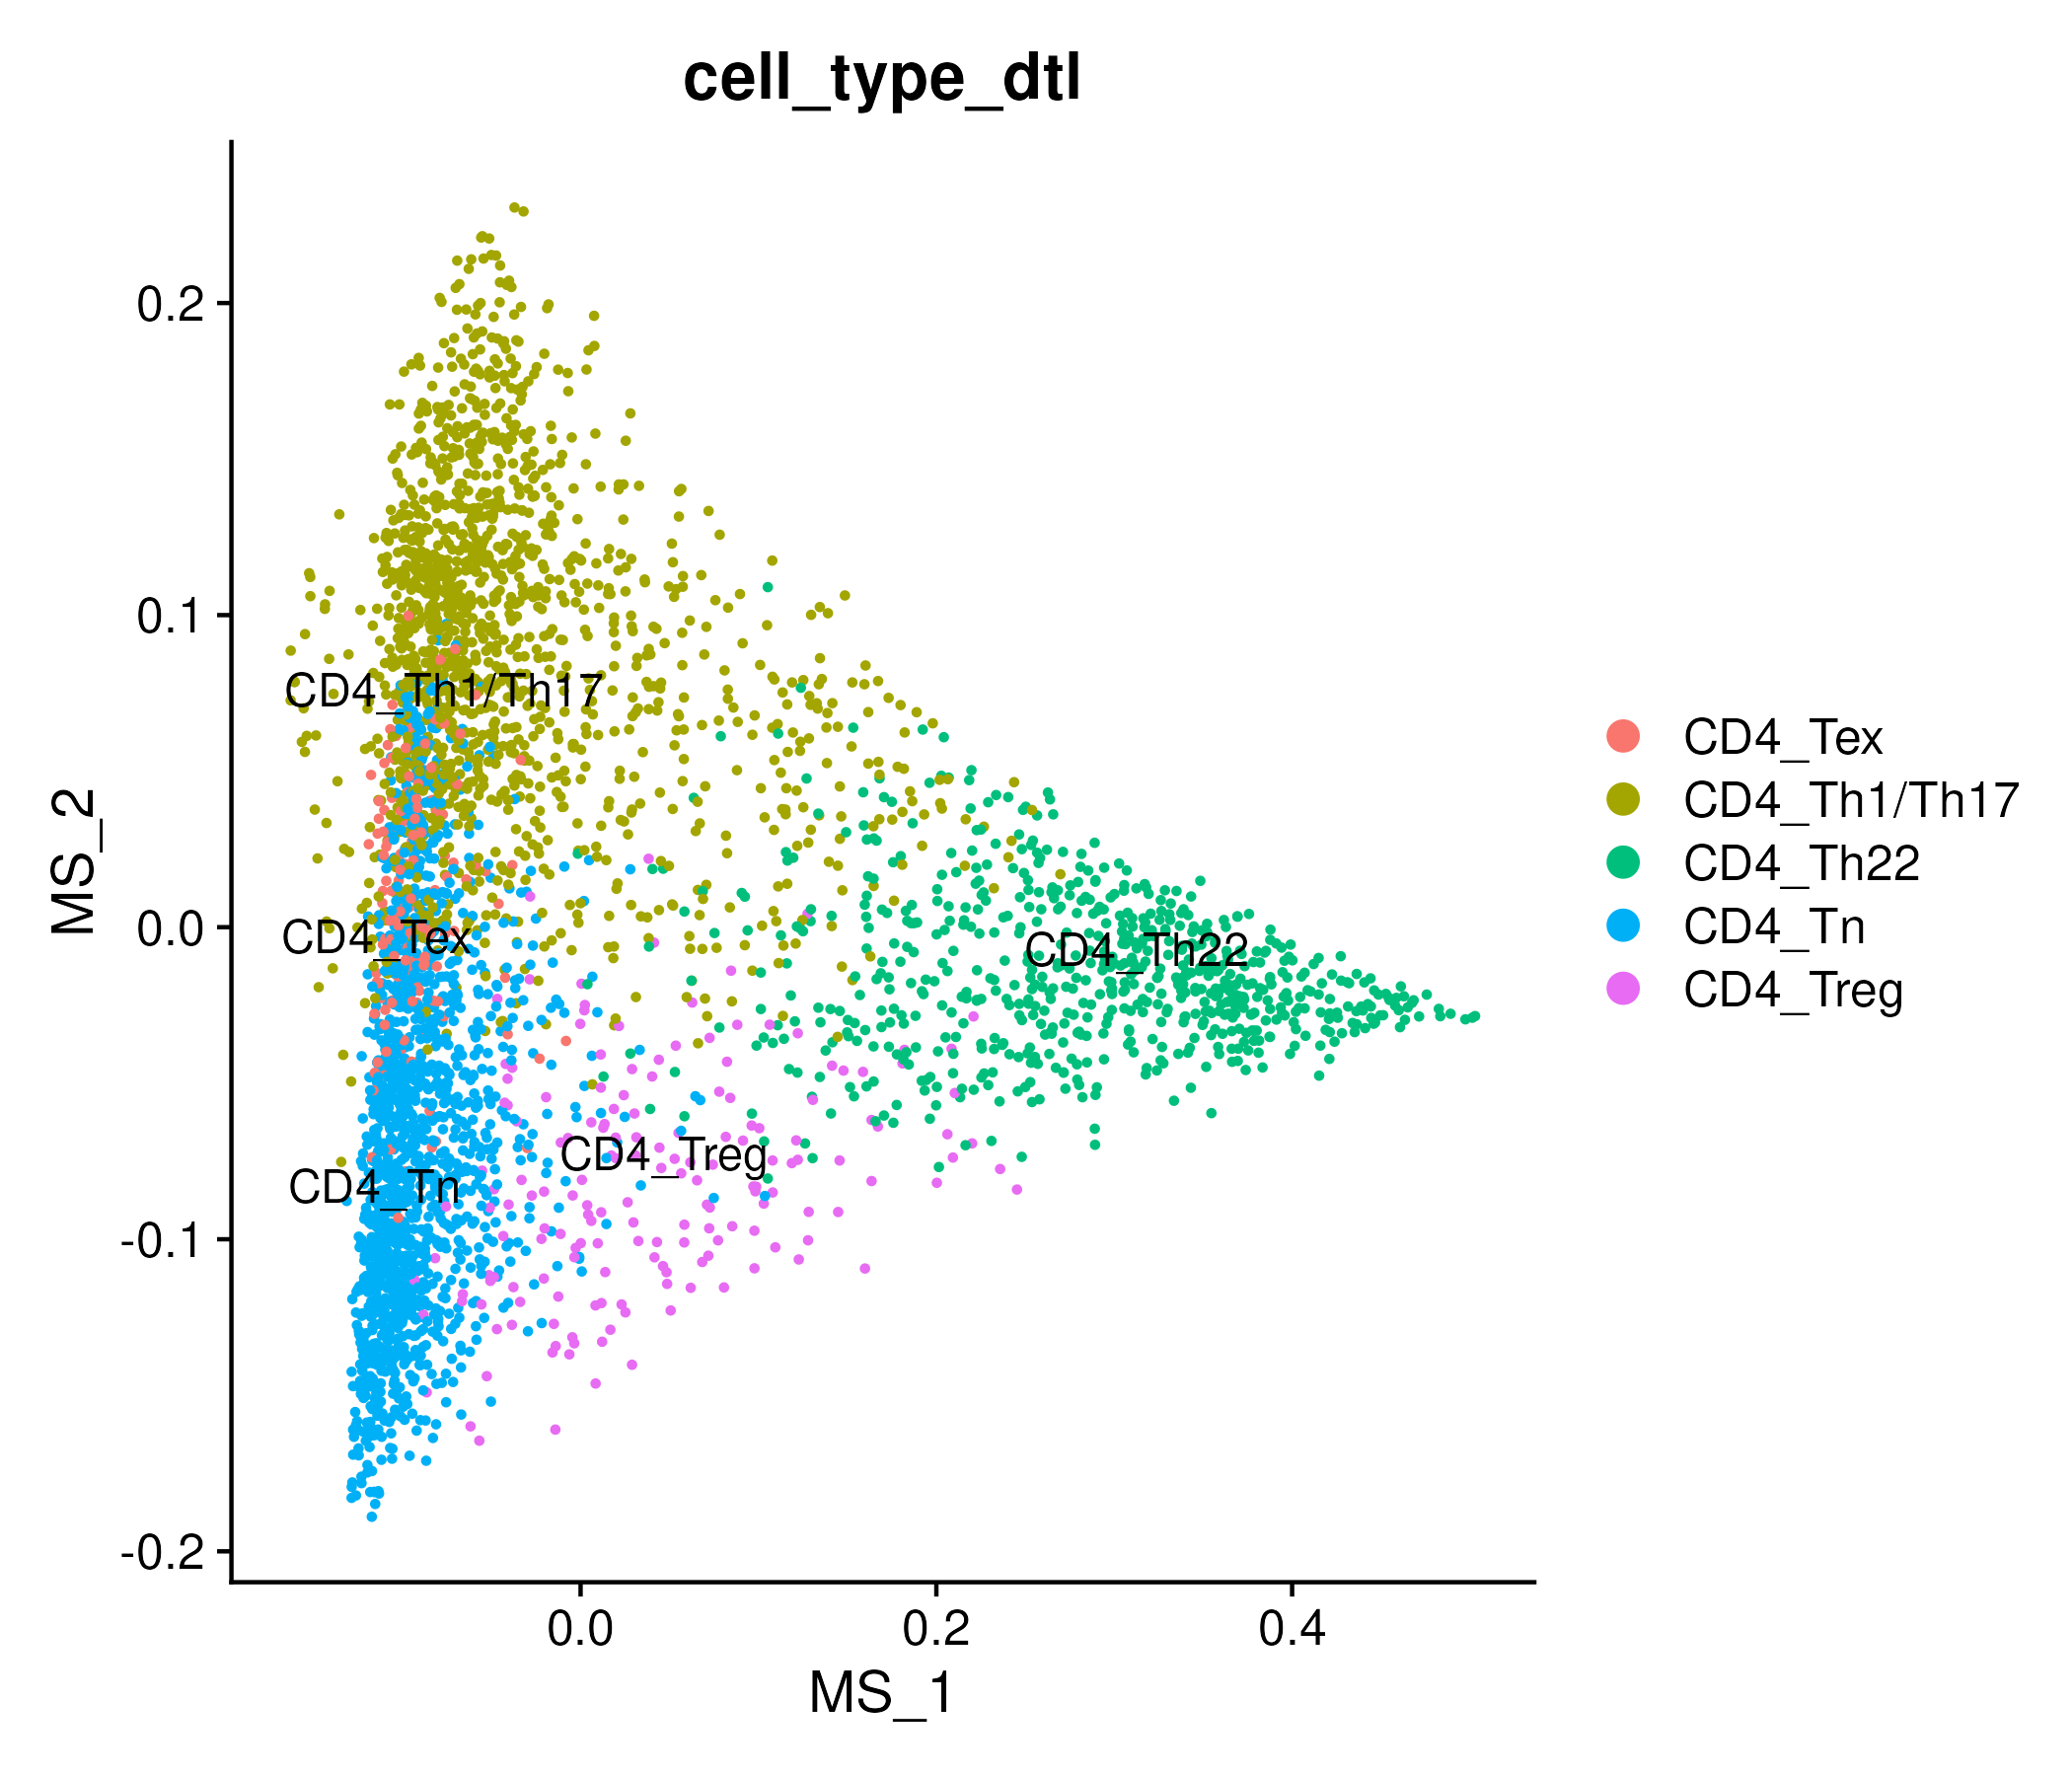 cell_type_dtl
0.2
0.1
0.0
-0.1
-0.2
MS_2
CD4_Th1/Th17
CD4_Tex
CD4_Th22
CD4_Treg
CD4_Tn
0.0 0.2 0.4
MS_1
CD4_Tex
CD4_Th1/Th17
CD4_Th22
CD4_Tn
CD4_Treg